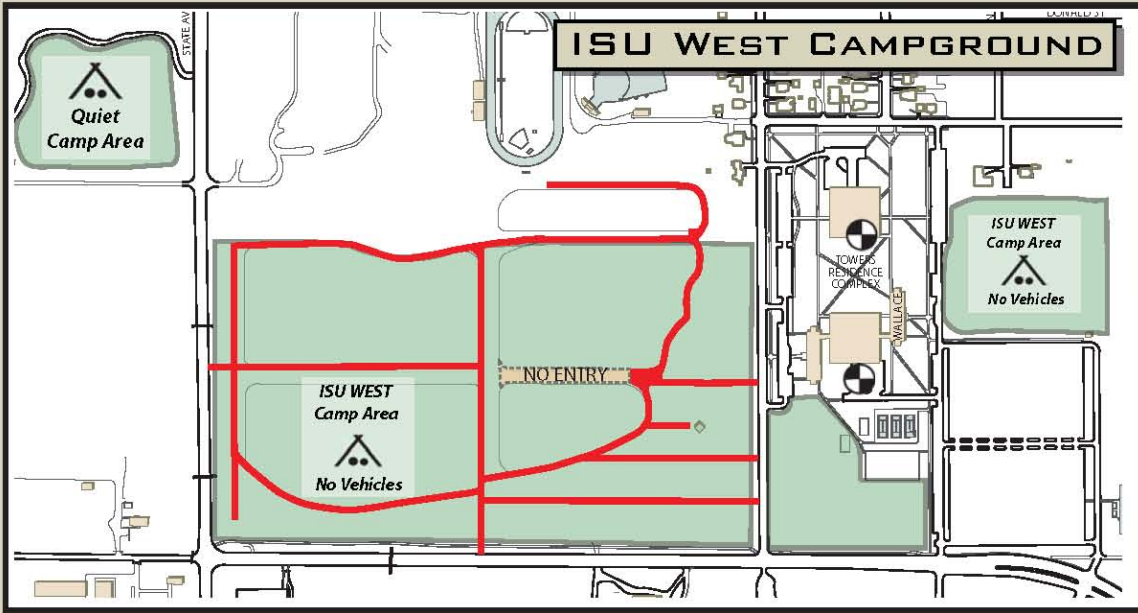 ISU WEST CAMPGROUND
STATE AV
DONALD ST
Quiet
Camp Area
ISU WEST
Camp Area
No Vehicles
TOWERS
RESIDENCE
COMPLEX
WALLACE
NO ENTRY
ISU WEST
Camp Area
No Vehicles